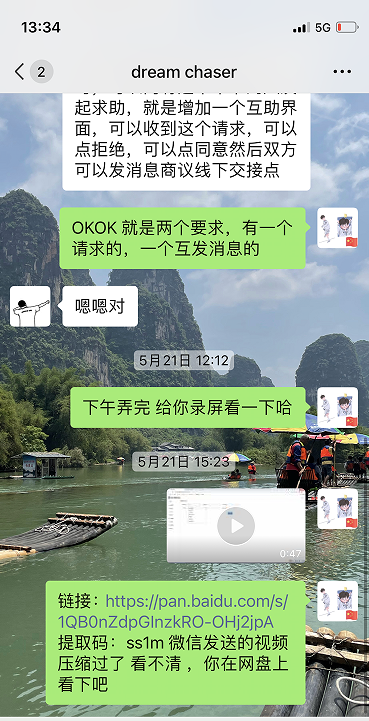 13:34
5G
2
dream chaser
起求助，就是增加一个互助界
面，可以收到这个请求，可以
点拒绝，可以点同意然后双方
可以发消息商议线下交接点
OKOK 就是两个要求，有一个
请求的，一个互发消息的
嗯嗯对
5月21日 12:12
下午弄完 给你录屏看一下哈
5月21日 15:23
0:47
链接：https://pan.baidu.com/s/
1QB0nZdpGInzkRO-OHj2jpA
提取码：ss1m 微信发送的视频
压缩过了 看不清 ，你在网盘上
看下吧